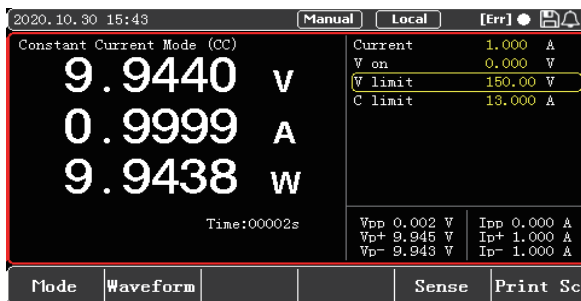 2020.10.30 15:43 Manual Local [Err]
Constant Current Mode (CC)
9.9440 V
0.9999 A
9.9438 W
Time:00002s
Current 1.000 A
V on 0.000 V
V limit 150.00 V
C limit 13.000 A
Vpp 0.002 V Ipp 0.000 A
Vp+ 9.945 V Ip+ 1.000 A
Vp- 9.943 V Ip- 1.000 A
Mode Waveform Sense Print Sc